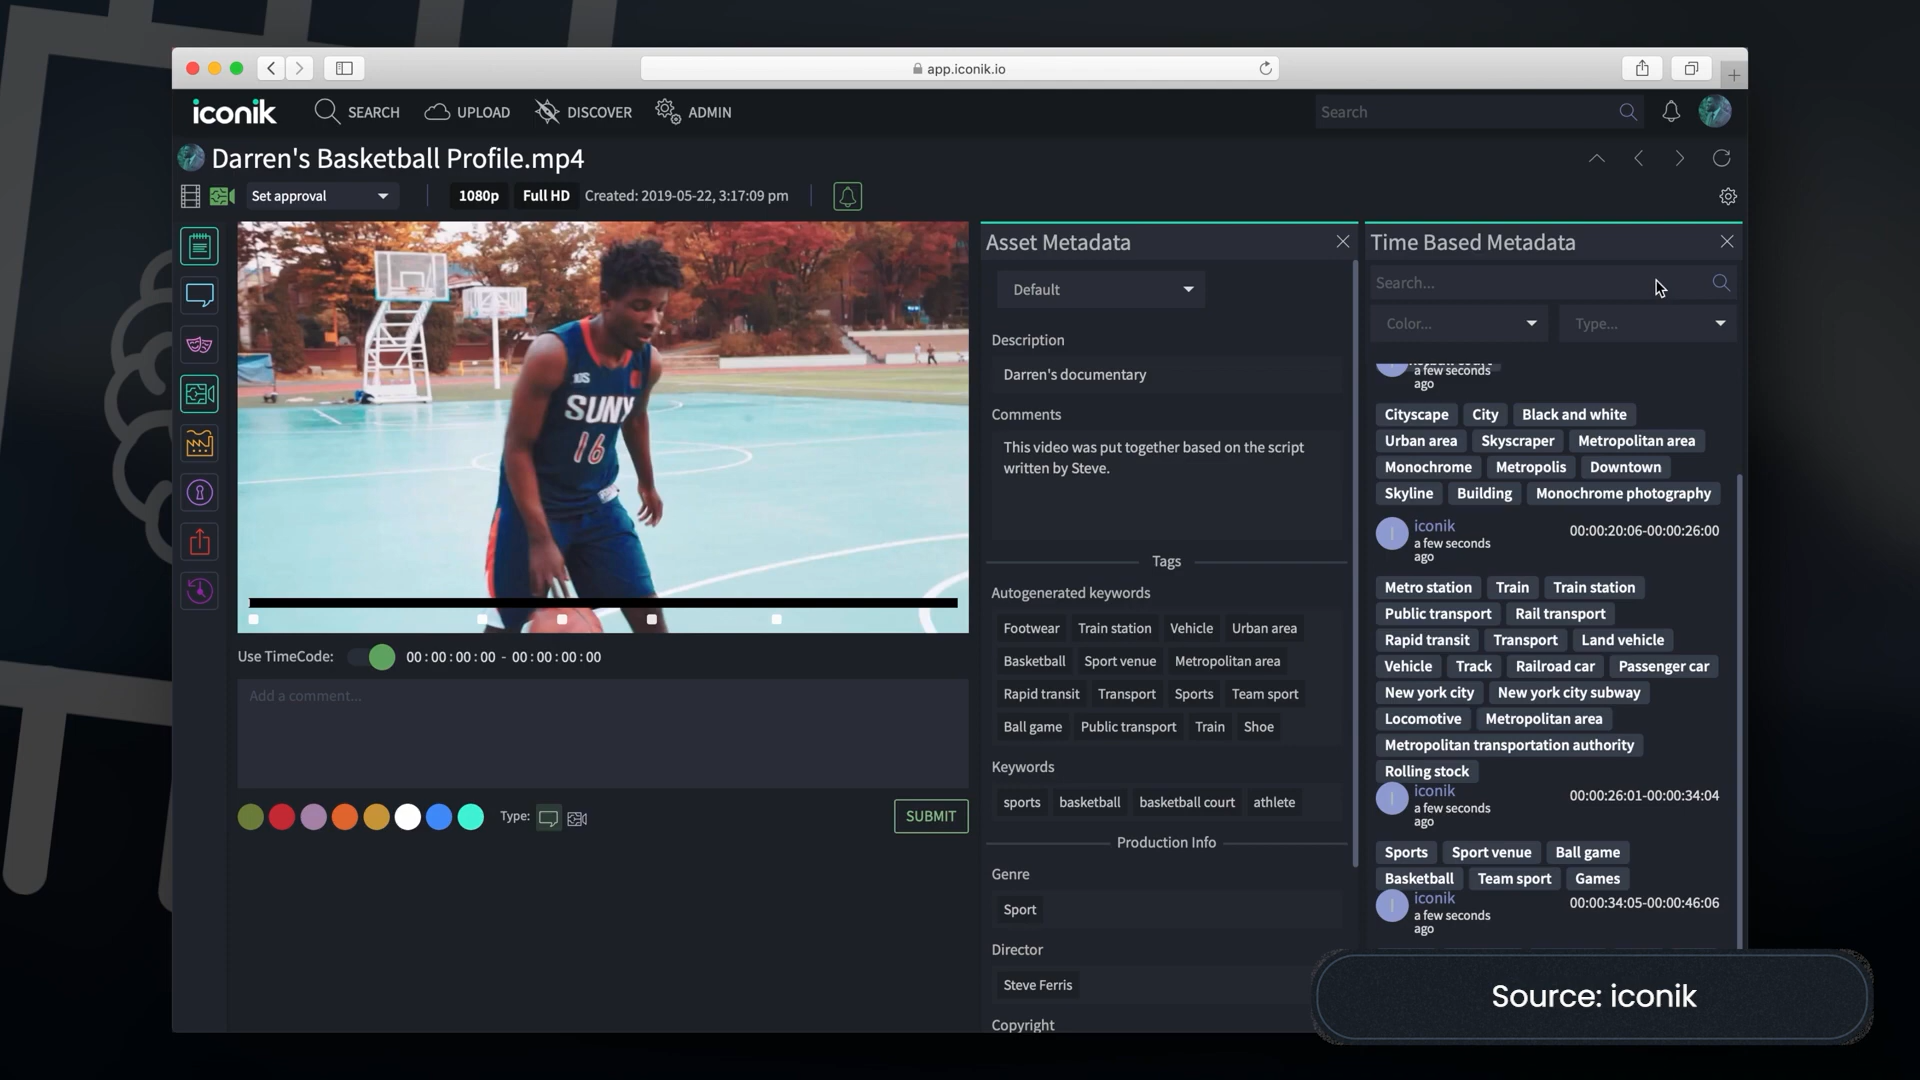 app.iconik.io
iconik SEARCH UPLOAD DISCOVER ADMIN Search
Darren's Basketball Profile.mp4
Set approval 1080p Full HD Created: 2019-05-22, 3:17:09 pm
SUNY
16
Use TimeCode: 00:00:00:00 - 00:00:00:00
Add a comment...
Type: SUBMIT
Asset Metadata
Default
Description
Darren's documentary
Comments
This video was put together based on the script
written by Steve.
Tags
Autogenerated keywords
Footwear Train station Vehicle Urban area
Basketball Sport venue Metropolitan area
Rapid transit Transport Sports Team sport
Ball game Public transport Train Shoe
Keywords
sports basketball basketball court athlete
Production Info
Genre
Sport
Director
Steve Ferris
Copyright
Time Based Metadata
Search...
Color... Type...
a few seconds
ago
Cityscape City Black and white
Urban area Skyscraper Metropolitan area
Monochrome Metropolis Downtown
Skyline Building Monochrome photography
I iconik 00:00:20:06-00:00:26:00
a few seconds
ago
Metro station Train Train station
Public transport Rail transport
Rapid transit Transport Land vehicle
Vehicle Track Railroad car Passenger car
New york city New york city subway
Locomotive Metropolitan area
Metropolitan transportation authority
Rolling stock
I iconik 00:00:26:01-00:00:34:04
a few seconds
ago
Sports Sport venue Ball game
Basketball Team sport Games
I iconik 00:00:34:05-00:00:46:06
a few seconds
ago
Source: iconik